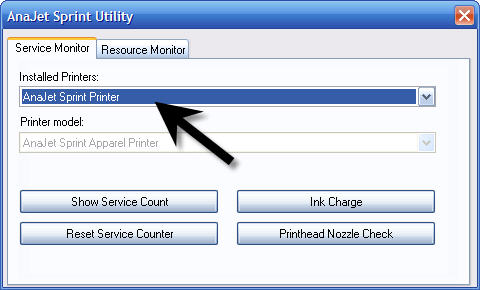 AnaJet Sprint Utility
Service Monitor Resource Monitor
Installed Printers:
AnaJet Sprint Printer
Printer model:
AnaJet Sprint Apparel Printer
Show Service Count Ink Charge
Reset Service Counter Printhead Nozzle Check